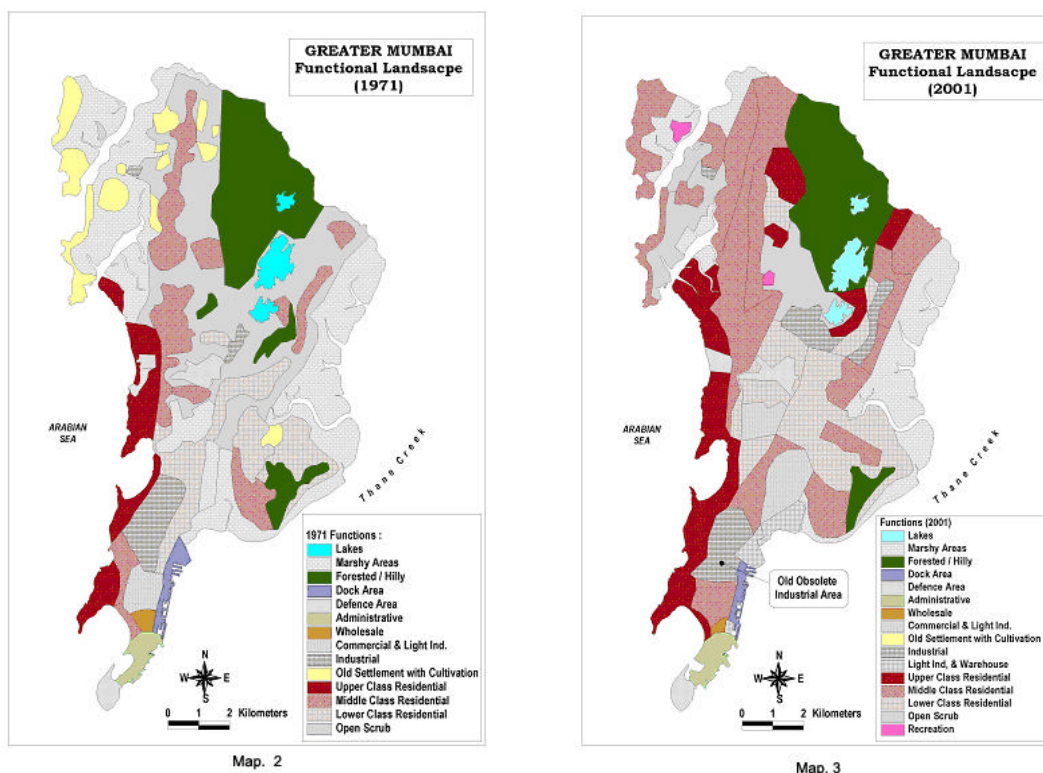 GREATER MUMBAI
Functional Landsacpe
(1971)
ARABIAN
SEA
Thane Creek
N
W E
S
0 1 2 Kilometers
1971 Functions :
Lakes
Marshy Areas
Forested / Hilly
Dock Area
Defence Area
Administrative
Wholesale
Commercial & Light Ind.
Industrial
Old Settlement with Cultivation
Upper Class Residential
Middle Class Residential
Lower Class Residential
Open Scrub
Map. 2
GREATER MUMBAI
Functional Landsacpe
(2001)
ARABIAN
SEA
Thane Creek
Old Obsolete
Industrial Area
N
W E
S
0 1 2 Kilometers
Functions (2001)
Lakes
Marshy Areas
Forested / Hilly
Dock Area
Defence Area
Administrative
Wholesale
Commercial & Light Ind.
Old Settlement with Cultivation
Industrial
Light Ind, & Warehouse
Upper Class Residential
Middle Class Residential
Lower Class Residential
Open Scrub
Recreation
Map. 3